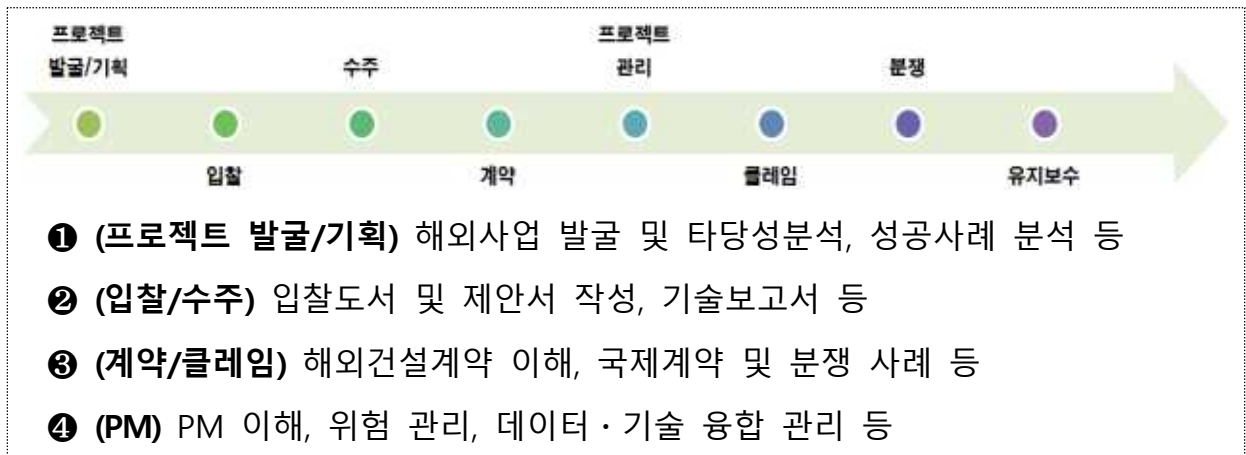 프로젝트
발굴/기획
수주
프로젝트
관리
분쟁
입찰
계약
클레임
유지보수
❶ (프로젝트 발굴/기획) 해외사업 발굴 및 타당성분석, 성공사례 분석 등
❷ (입찰/수주) 입찰도서 및 제안서 작성, 기술보고서 등
❸ (계약/클레임) 해외건설계약 이해, 국제계약 및 분쟁 사례 등
❹ (PM) PM 이해, 위험 관리, 데이터・기술 융합 관리 등